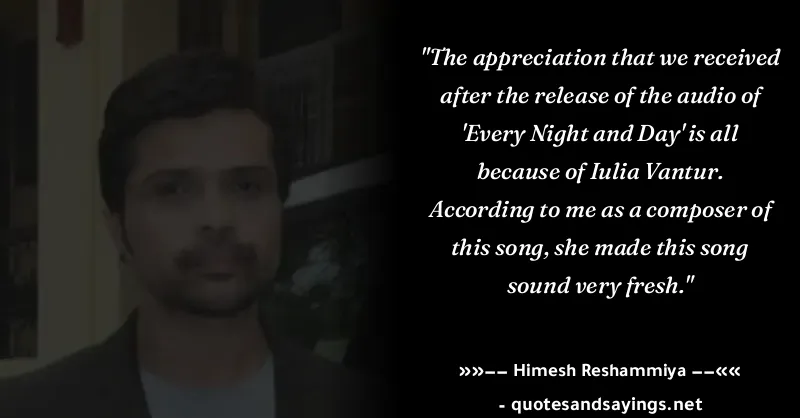 "The appreciation that we received
after the release of the audio of
'Every Night and Day' is all
because of Iulia Vantur.
According to me as a composer of
this song, she made this song
sound very fresh."
»»−− Himesh Reshammiya −−««
- quotesandsayings.net